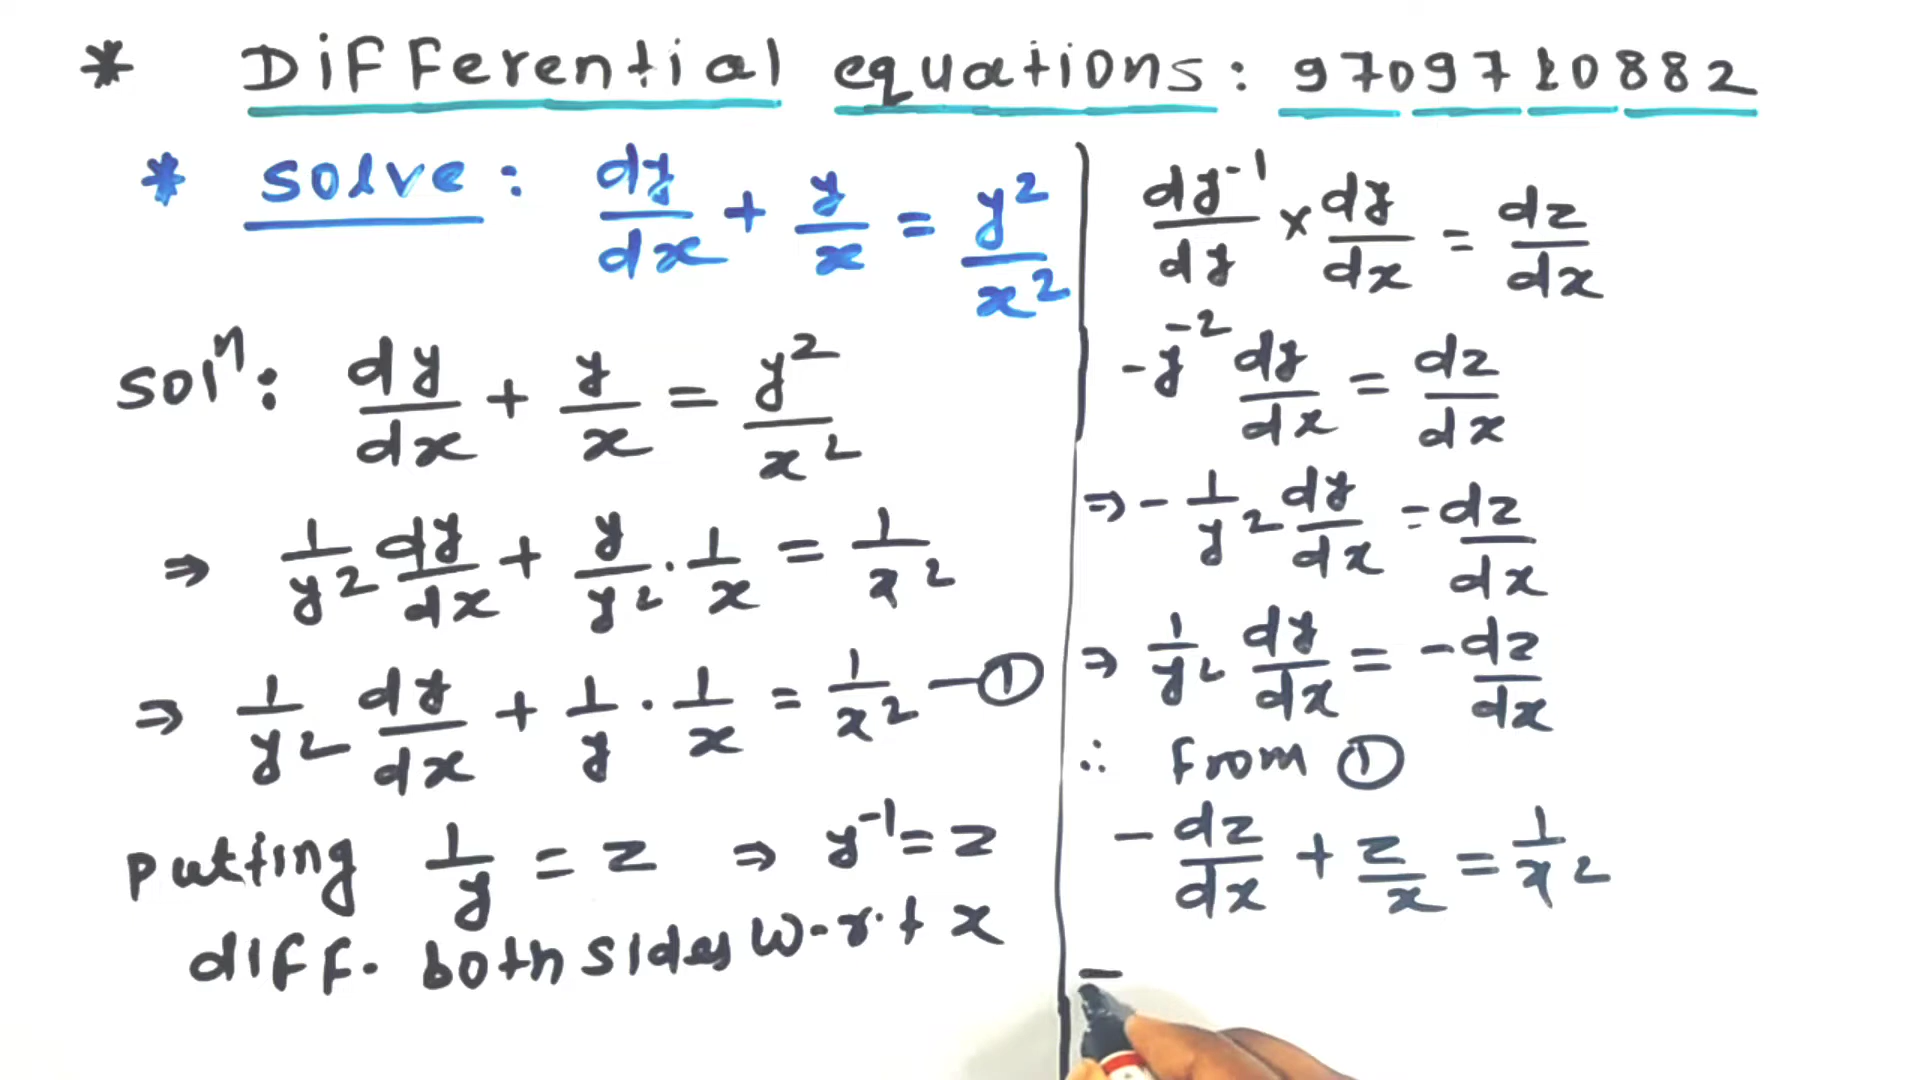 * Differential equations: 9709710882
* solve: dy/dx + y/x = y²/x²
Solⁿ: dy/dx + y/x = y²/x²
⇒ 1/y² dy/dx + y/y² · 1/x = 1/x²
⇒ 1/y² dy/dx + 1/y · 1/x = 1/x² — ①
Putting 1/y = z ⇒ y⁻¹ = z
diff. both sides w.r.t x
dy⁻¹/dy × dy/dx = dz/dx
-y⁻² dy/dx = dz/dx
⇒ - 1/y² dy/dx = dz/dx
⇒ 1/y² dy/dx = - dz/dx
∴ from ①
- dz/dx + z/x = 1/x²